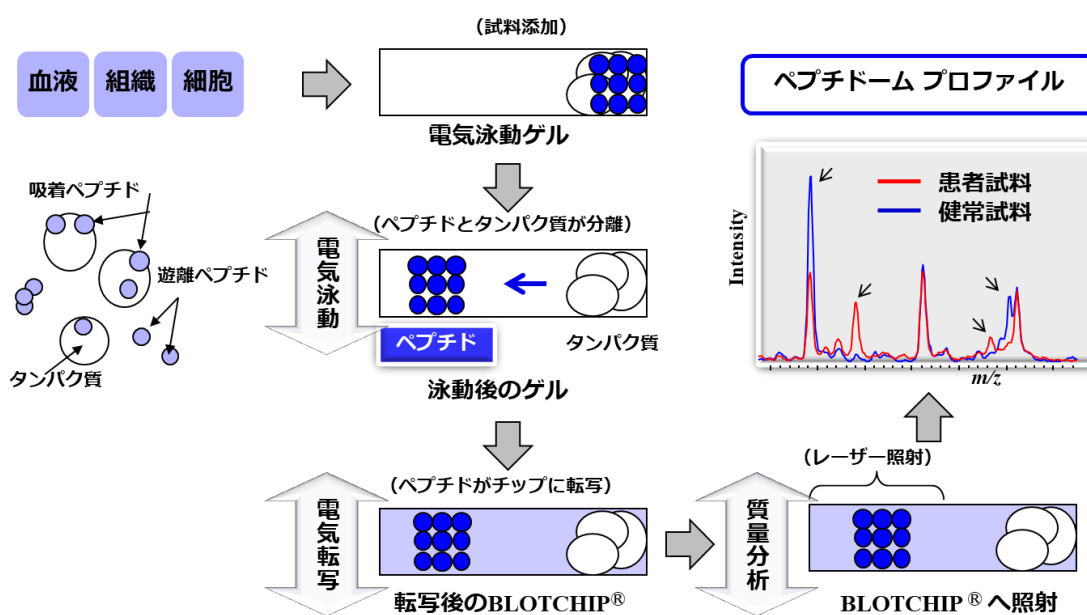 血液
組織
細胞
(試料添加)
電気泳動ゲル
吸着ペプチド
遊離ペプチド
タンパク質
電気泳動
(ペプチドとタンパク質が分離)
ペプチド
タンパク質
泳動後のゲル
電気転写
(ペプチドがチップに転写)
転写後のBLOTCHIP®
質量分析
(レーザー照射)
BLOTCHIP®へ照射
ペプチドーム プロファイル
患者試料
健常試料
Intensity
m/z